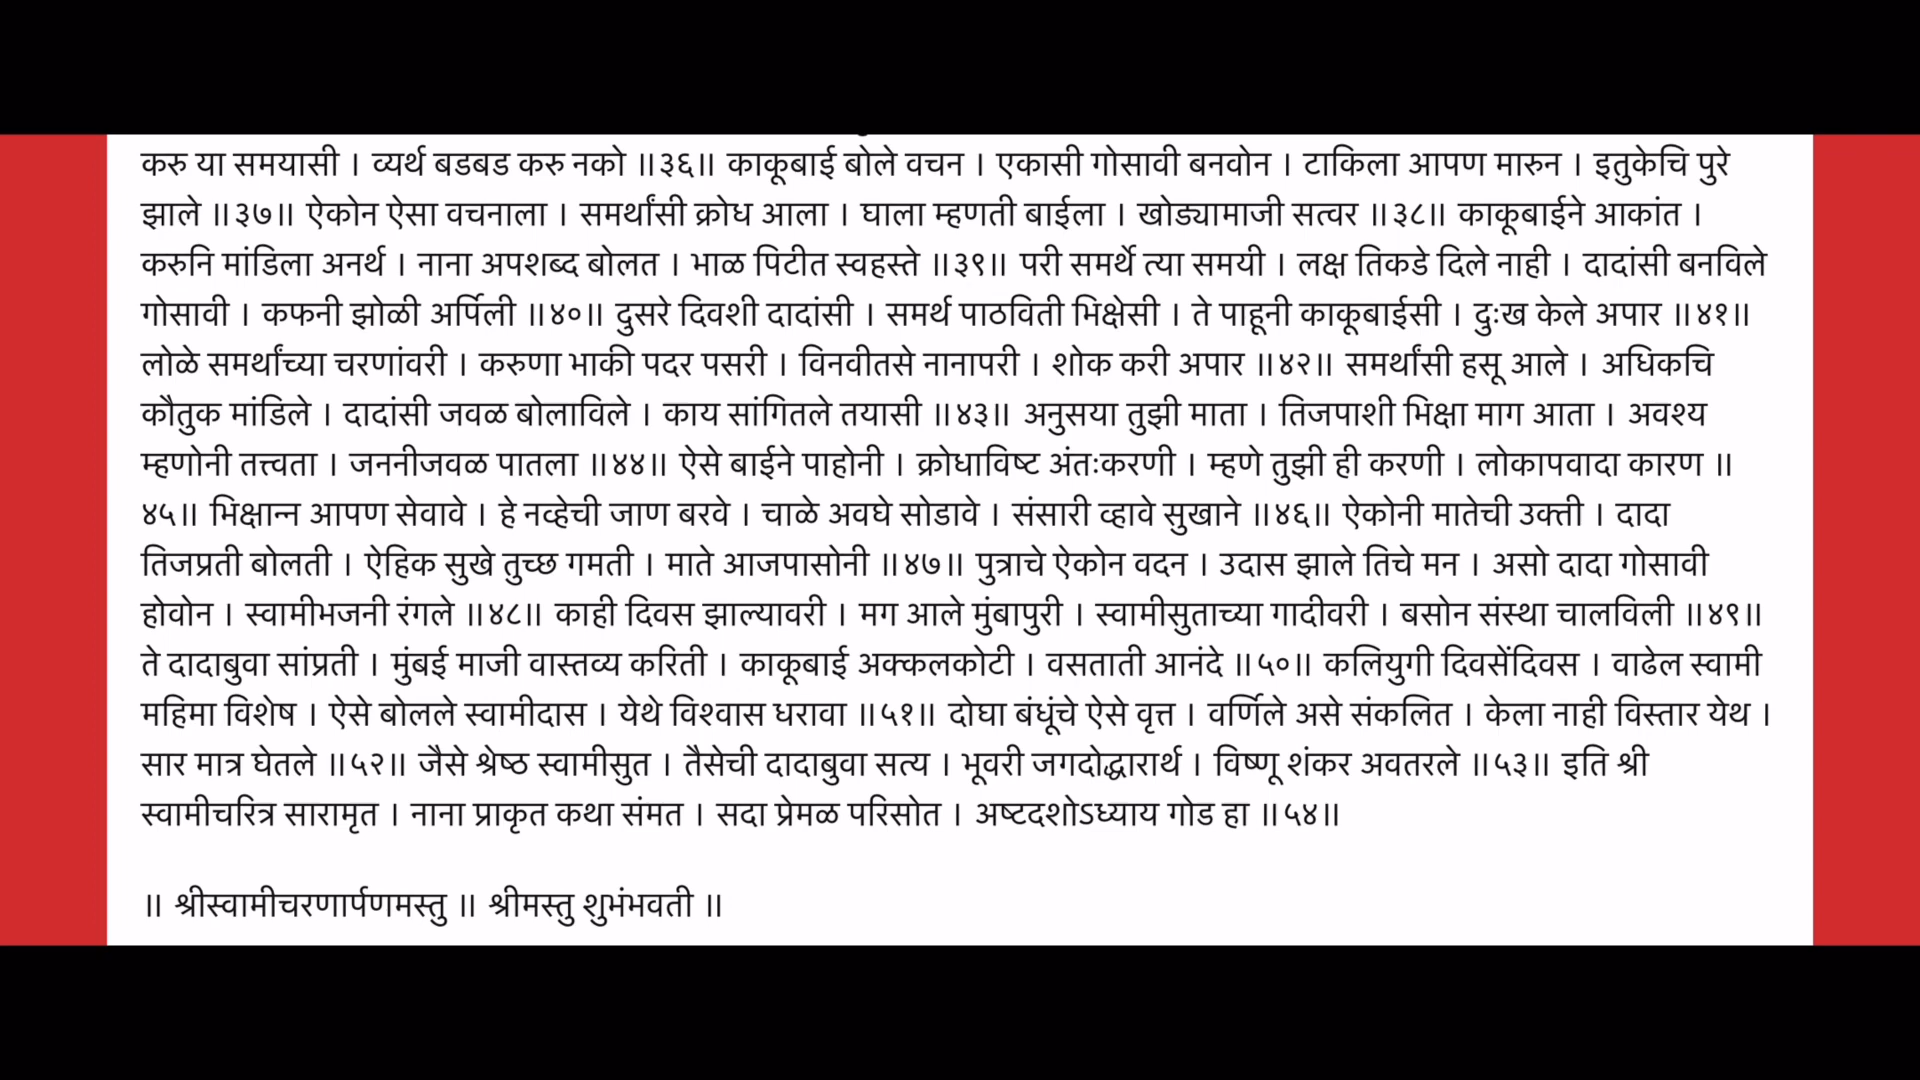 करु या समयासी । व्यर्थ बडबड करु नको ॥३६॥ काकूबाई बोले वचन । एकासी गोसावी बनवोन । टाकिला आपण मारुन । इतुकेचि पुरे
झाले ॥३७॥ ऐकोन ऐसा वचनाला । समर्थांसी क्रोध आला । घाला म्हणती बाईला । खोड्यामाजी सत्वर ॥३८॥ काकूबाईने आकांत ।
करुनि मांडिला अनर्थ । नाना अपशब्द बोलत । भाळ पिटीत स्वहस्ते ॥३९॥ परी समर्थे त्या समयी । लक्ष तिकडे दिले नाही । दादांसी बनविले
गोसावी । कफनी झोळी अर्पिली ॥४०॥ दुसरे दिवशी दादांसी । समर्थ पाठविती भिक्षेसी । ते पाहूनी काकूबाईसी । दुःख केले अपार ॥४१॥
लोळे समर्थांच्या चरणांवरी । करुणा भाकी पदर पसरी । विनवीतसे नानापरी । शोक करी अपार ॥४२॥ समर्थांसी हसू आले । अधिकचि
कौतुक मांडिले । दादांसी जवळ बोलाविले । काय सांगितले तयासी ॥४३॥ अनुसया तुझी माता । तिजपाशी भिक्षा माग आता । अवश्य
म्हणोनी तत्त्वता । जननीजवळ पातला ॥४४॥ ऐसे बाईने पाहोनी । क्रोधाविष्ट अंतःकरणी । म्हणे तुझी ही करणी । लोकापवादा कारण ॥
४५॥ भिक्षान्न आपण सेवावे । हे नव्हेची जाण बरवे । चाळे अवघे सोडावे । संसारी व्हावे सुखाने ॥४६॥ ऐकोनी मातेची उक्ती । दादा
तिजप्रती बोलती । ऐहिक सुखे तुच्छ गमती । माते आजपासोनी ॥४७॥ पुत्राचे ऐकोन वदन । उदास झाले तिचे मन । असो दादा गोसावी
होवोन । स्वामीभजनी रंगले ॥४८॥ काही दिवस झाल्यावरी । मग आले मुंबापुरी । स्वामीसुताच्या गादीवरी । बसोन संस्था चालविली ॥४९॥
ते दादाबुवा सांप्रती । मुंबई माजी वास्तव्य करिती । काकूबाई अक्कलकोटी । वसताती आनंदे ॥५०॥ कलियुगी दिवसेंदिवस । वाढेल स्वामी
महिमा विशेष । ऐसे बोलले स्वामीदास । येथे विश्वास धरावा ॥५१॥ दोघा बंधूंचे ऐसे वृत्त । वर्णिले असे संकलित । केला नाही विस्तार येथ ।
सार मात्र घेतले ॥५२॥ जैसे श्रेष्ठ स्वामीसुत । तैसेची दादाबुवा सत्य । भूवरी जगदोद्धारार्थ । विष्णू शंकर अवतरले ॥५३॥ इति श्री
स्वामीचरित्र सारामृत । नाना प्राकृत कथा संमत । सदा प्रेमळ परिसोत । अष्टदशोऽध्याय गोड हा ॥५४॥
॥ श्रीस्वामीचरणार्पणमस्तु ॥ श्रीमस्तु शुभंभवती ॥